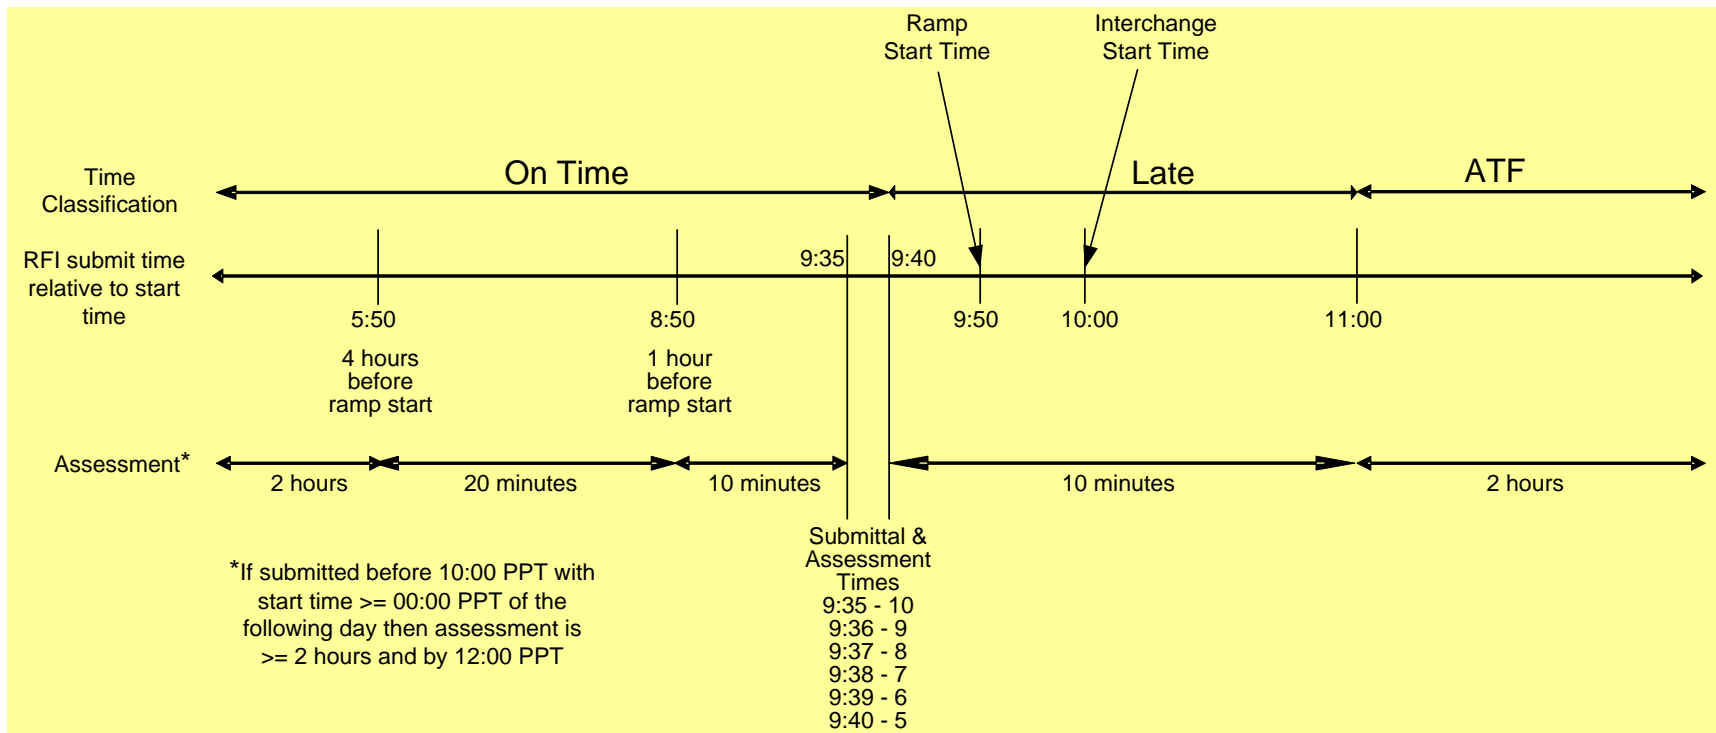 Ramp
Start Time
Interchange
Start Time
Time
Classification
On Time
Late
ATF
RFI submit time
relative to start
time
9:35
9:40
5:50
8:50
9:50
10:00
11:00
4 hours
before
ramp start
1 hour
before
ramp start
Assessment*
2 hours
20 minutes
10 minutes
10 minutes
2 hours
Submittal &
Assessment
Times
9:35 - 10
9:36 - 9
9:37 - 8
9:38 - 7
9:39 - 6
9:40 - 5
*If submitted before 10:00 PPT with
start time >= 00:00 PPT of the
following day then assessment is
>= 2 hours and by 12:00 PPT